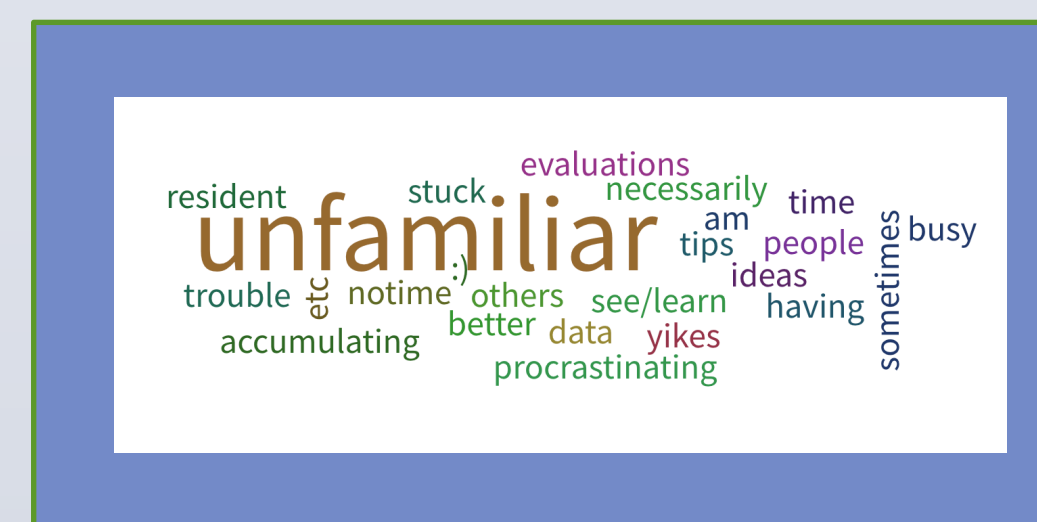 evaluations
resident
stuck
necessarily
time
unfamiliar
am
busy
tips
people
sometimes
:)
ideas
trouble
etc
notime
others
see/learn
having
better
data
yikes
accumulating
procrastinating